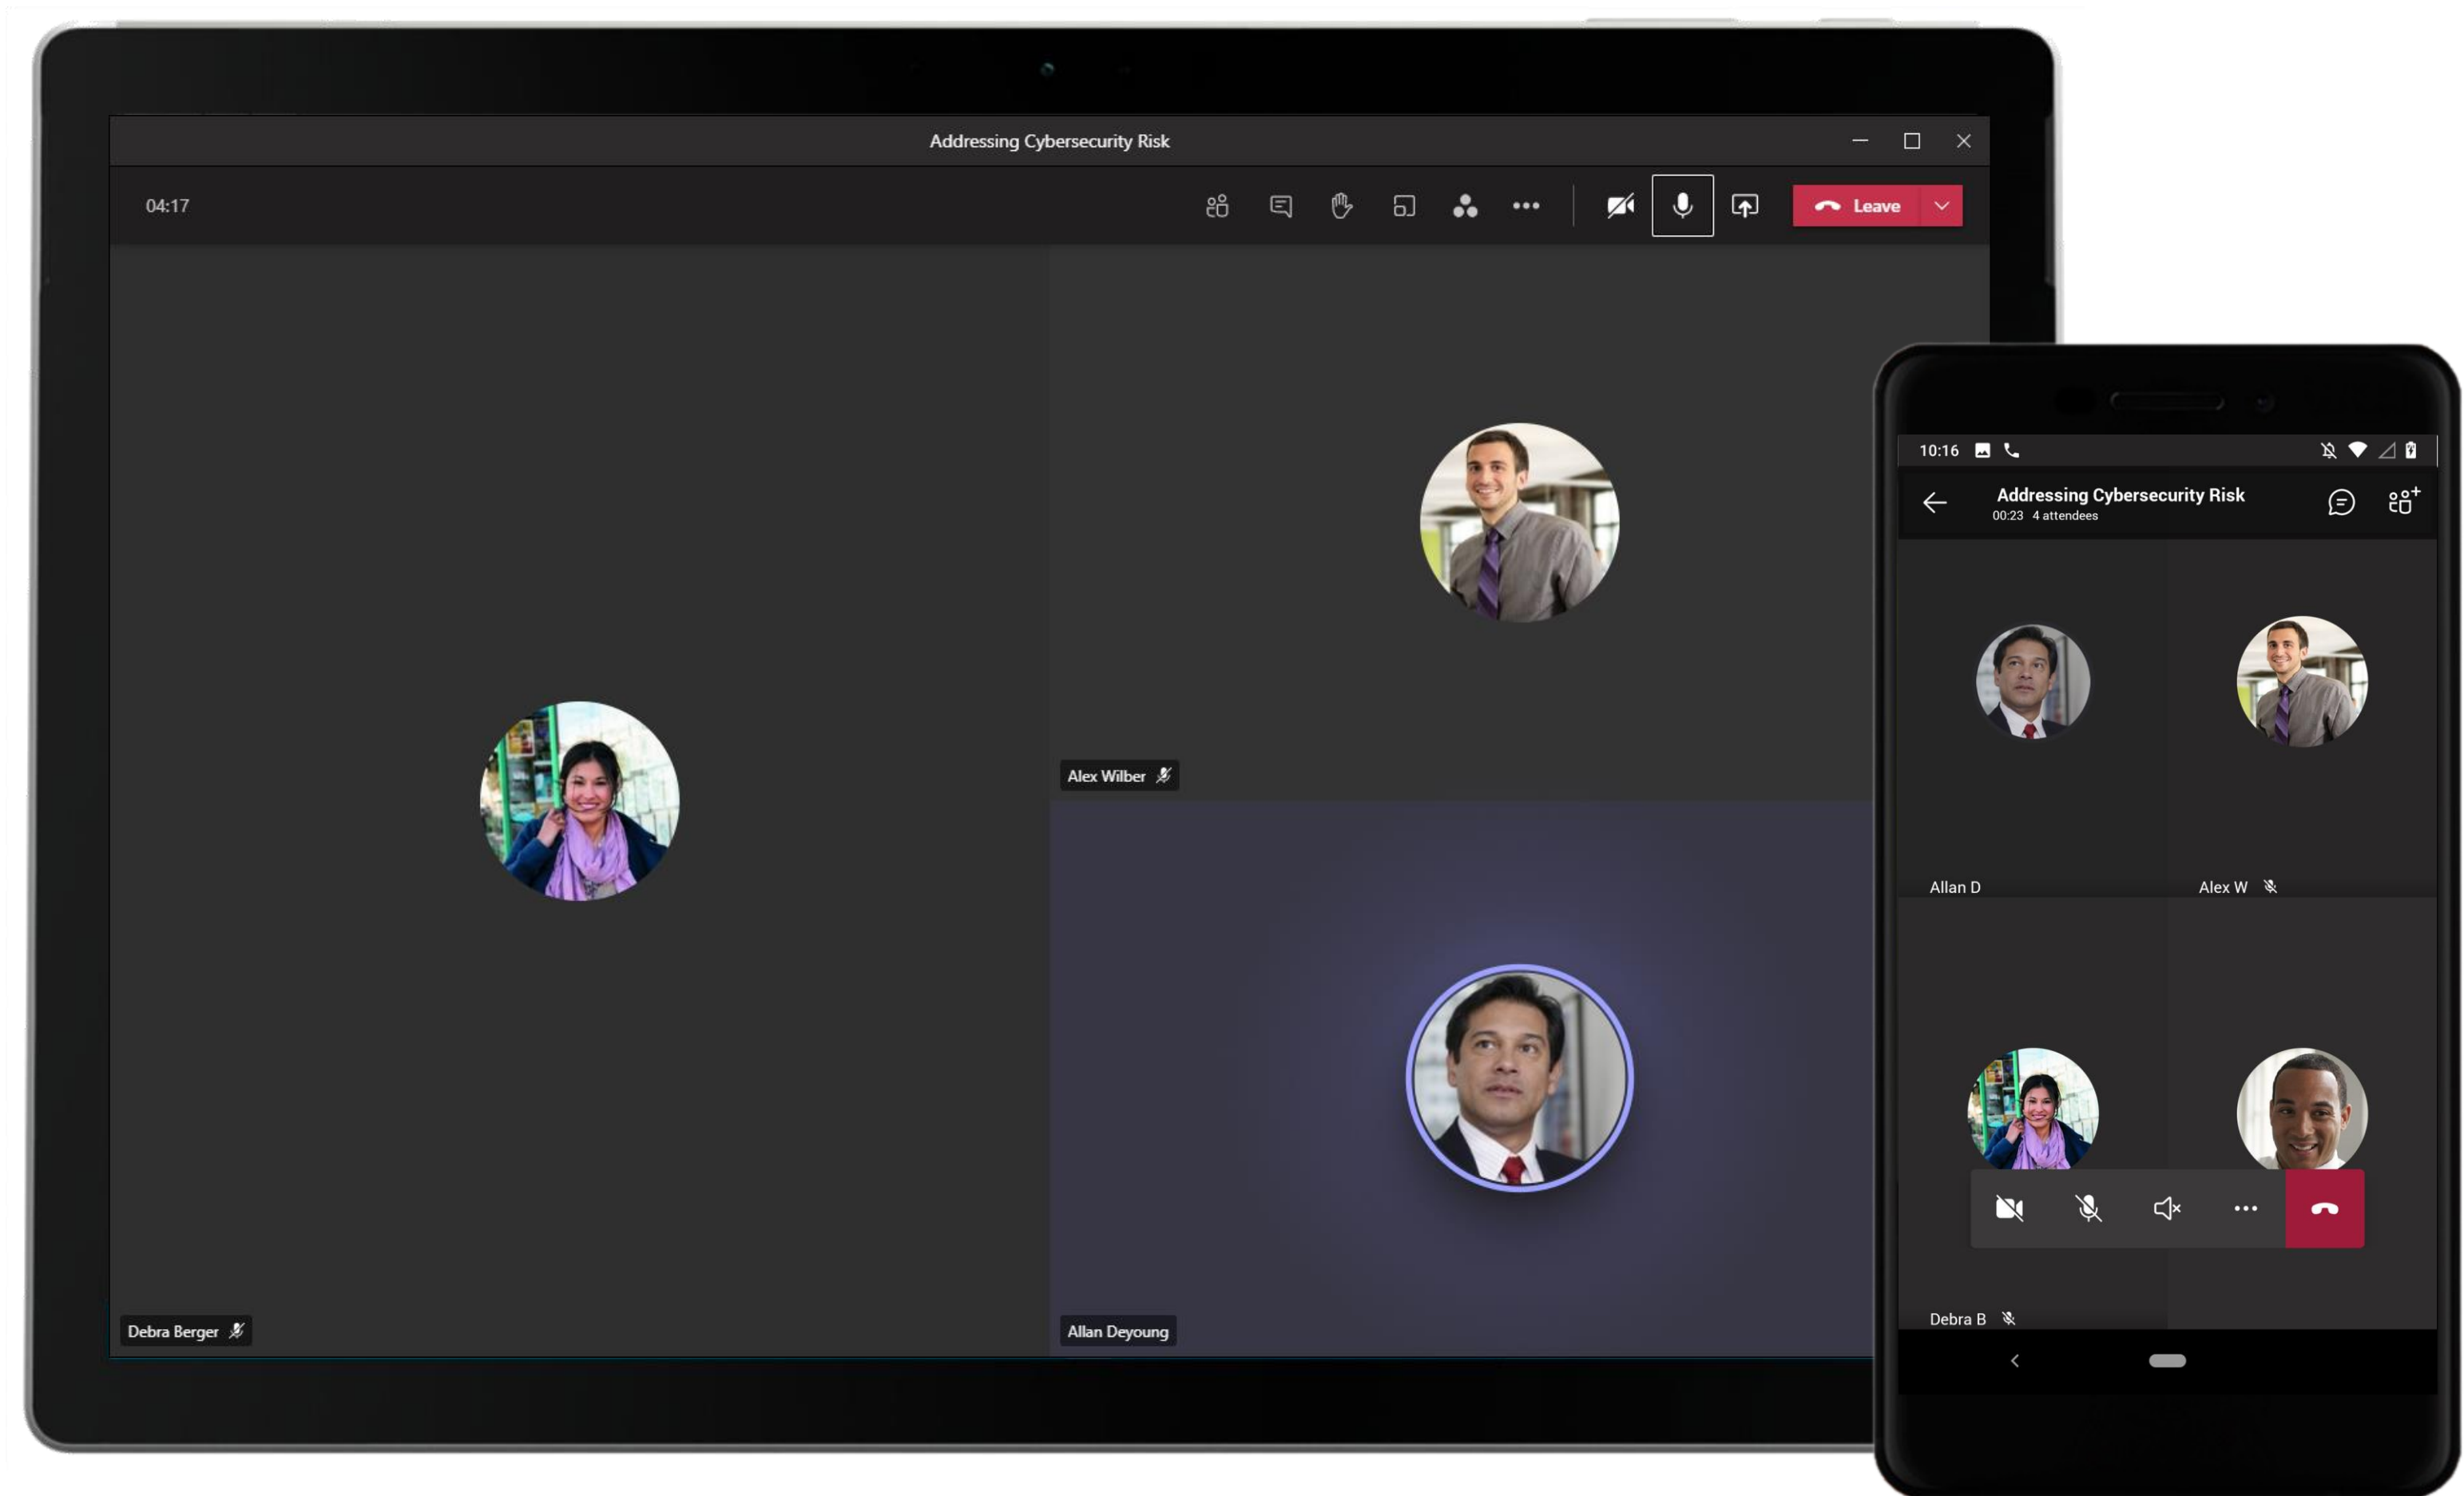 Addressing Cybersecurity Risk
04:17
Leave
Alex Wilber
Debra Berger
Allan Deyoung
10:16
Addressing Cybersecurity Risk
00:23 4 attendees
Allan D
Alex W
Debra B